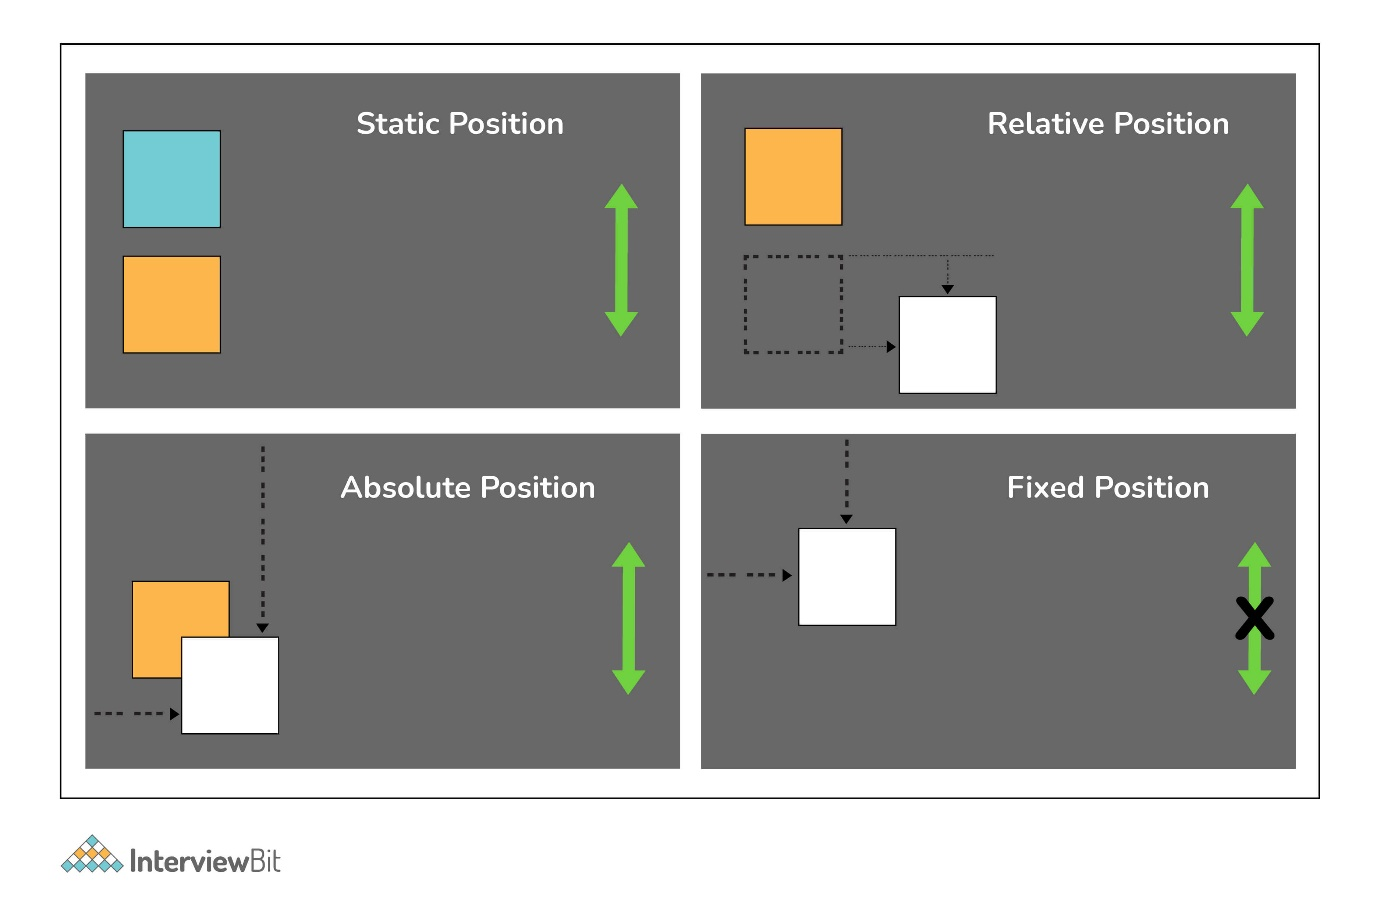 Static Position
Relative Position
Absolute Position
Fixed Position
InterviewBit